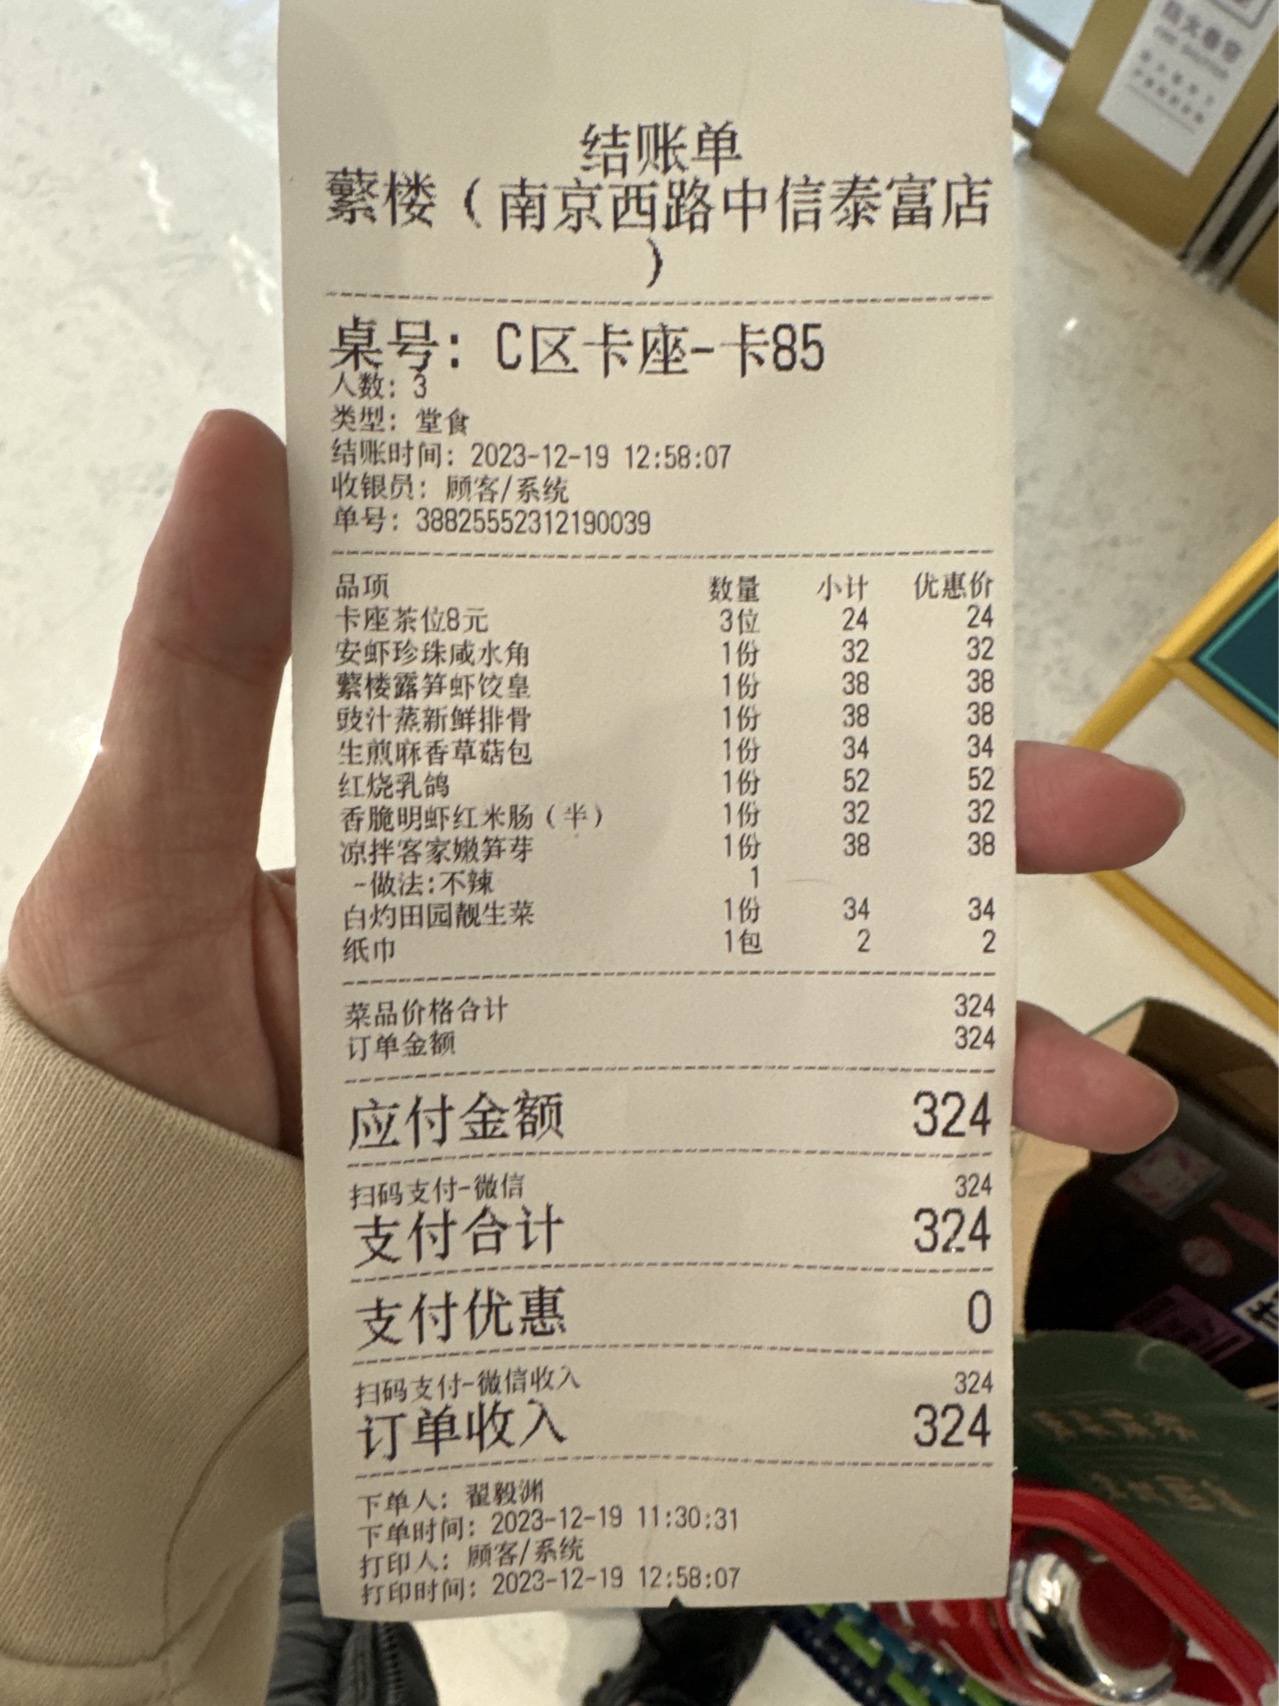 结账单
蘩楼（南京西路中信泰富店
）
桌号：C区卡座-卡85
人数：3
类型：堂食
结账时间：2023-12-19 12:58:07
收银员：顾客/系统
单号：38825552312190039
品项 数量 小计 优惠价
卡座茶位8元 3位 24 24
安虾珍珠咸水角 1份 32 32
蘩楼露笋虾饺皇 1份 38 38
豉汁蒸新鲜排骨 1份 38 38
生煎麻香草菇包 1份 34 34
红烧乳鸽 1份 52 52
香脆明虾红米肠（半） 1份 32 32
凉拌客家嫩笋芽 1份 38 38
-做法:不辣 1
白灼田园靓生菜 1份 34 34
纸巾 1包 2 2
菜品价格合计 324
订单金额 324
应付金额 324
扫码支付-微信 324
支付合计 324
支付优惠 0
扫码支付-微信收入 324
订单收入 324
下单人：翟毅渊
下单时间：2023-12-19 11:30:31
打印人：顾客/系统
打印时间：2023-12-19 12:58:07